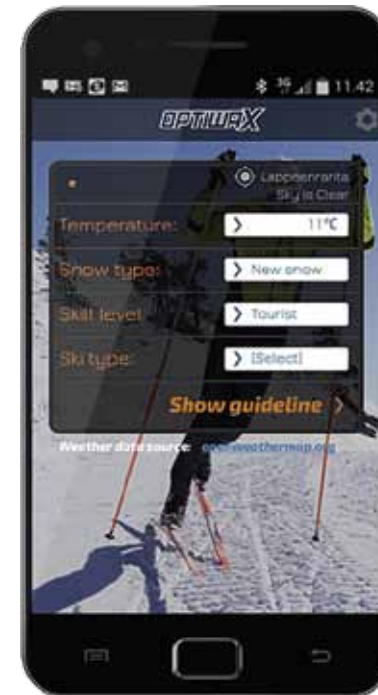 3G 11.42
OPTIWAX
Lappeenranta
Sky is Clear
Temperature: 11°C
Snow type: New snow
Skill level: Tourist
Ski type: [Select]
Show guideline
Weather data source: openweathermap.org